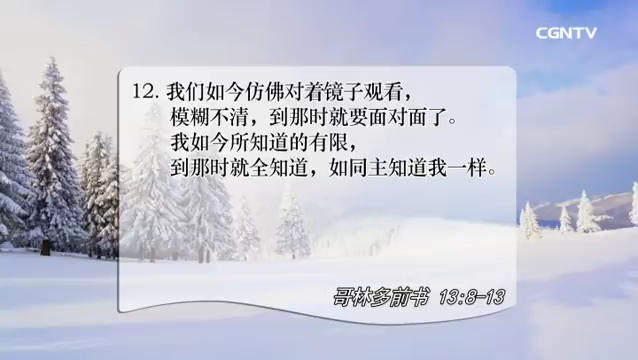 CGNTV
12. 我们如今仿佛对着镜子观看，
模糊不清，到那时就要面对面了。
我如今所知道的有限，
到那时就全知道，如同主知道我一样。
哥林多前书 13:8-13